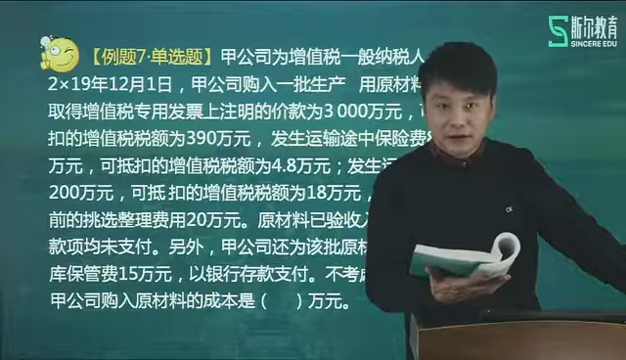 斯尔教育
SINCERE EDU
【例题7·单选题】甲公司为增值税一般纳税人
2×19年12月1日，甲公司购入一批生产 用原材料
取得增值税专用发票上注明的价款为3 000万元，
扣的增值税税额为390万元，发生运输途中保险费
万元，可抵扣的增值税税额为4.8万元；发生运
200万元，可抵 扣的增值税税额为18万元，
前的挑选整理费用20万元。原材料已验收入
款项均未支付。另外，甲公司还为该批原材
库保管费15万元，以银行存款支付。不考虑
甲公司购入原材料的成本是（ ）万元。